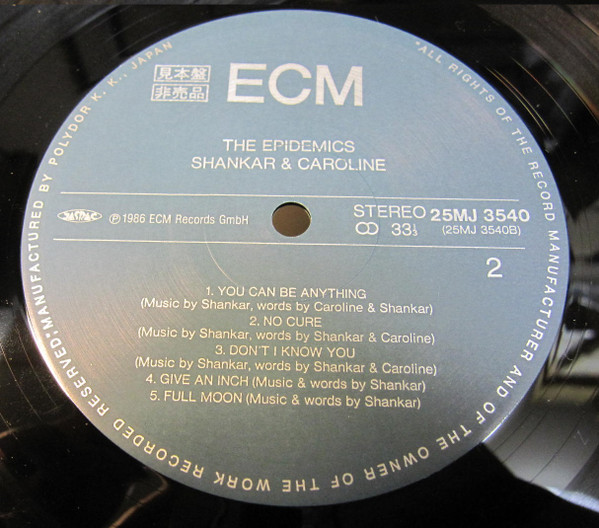 見本盤
非売品
ECM
THE EPIDEMICS
SHANKAR & CAROLINE
℗1986 ECM Records GmbH
STEREO 25MJ 3540
33⅓ (25MJ 3540B)
2
1. YOU CAN BE ANYTHING
(Music by Shankar, words by Caroline & Shankar)
2. NO CURE
(Music by Shankar, words by Shankar & Caroline)
3. DON'T I KNOW YOU
(Music by Shankar, words by Shankar & Caroline)
4. GIVE AN INCH (Music & words by Shankar)
5. FULL MOON (Music & words by Shankar)
*ALL RIGHTS OF THE RECORD MANUFACTURER AND OF THE OWNER OF THE WORK RECORDED RESERVED; MANUFACTURED BY POLYDOR K. K., JAPAN